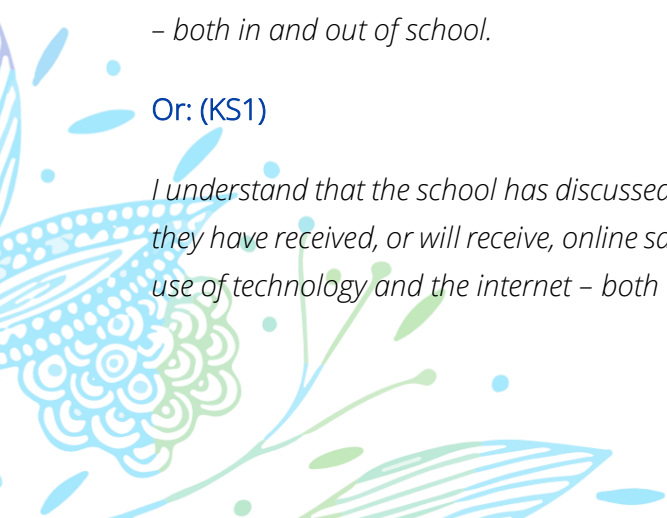 – both in and out of school.
Or: (KS1)
I understand that the school has discussed
they have received, or will receive, online
use of technology and the internet – both